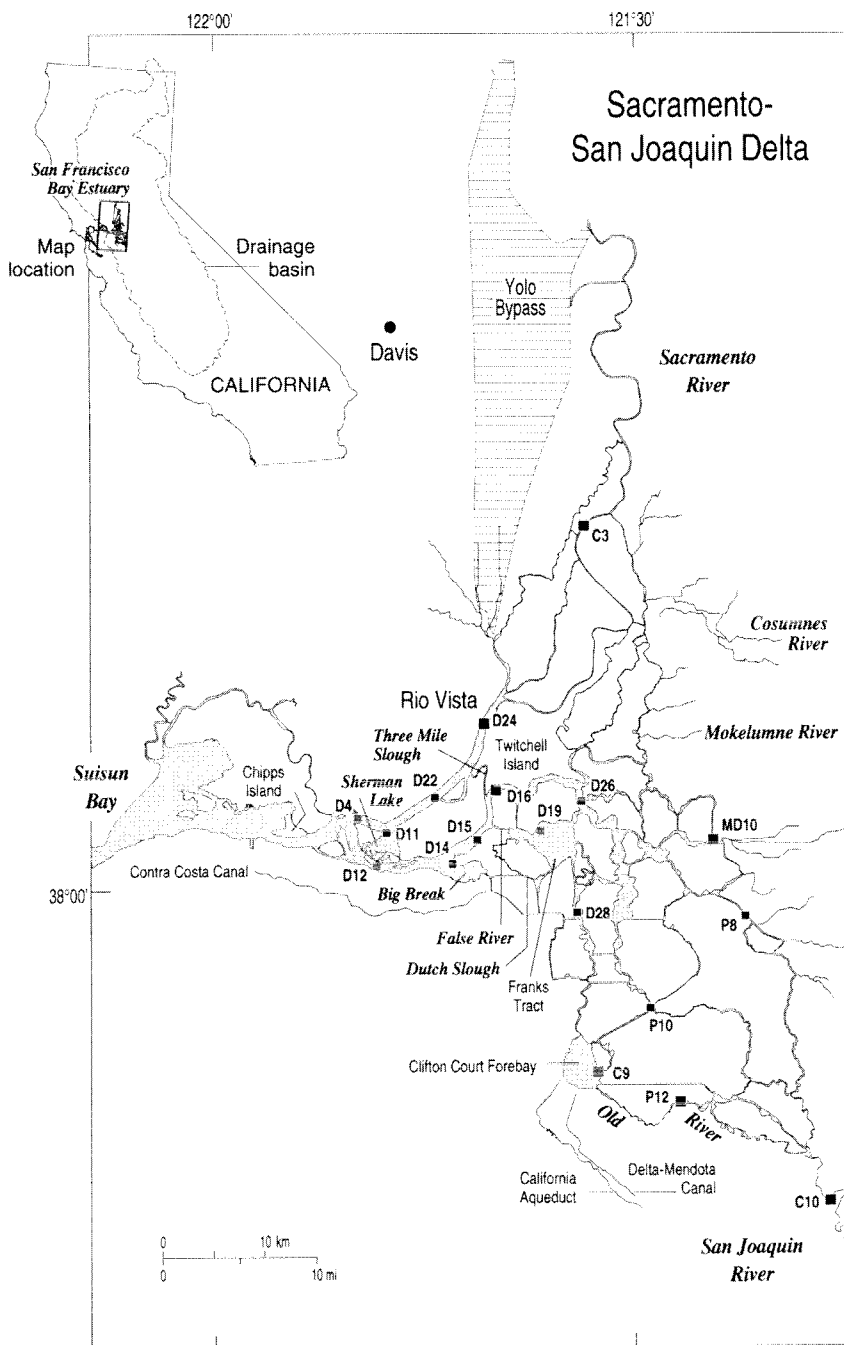 122°00'
121°30'
Sacramento-
San Joaquin Delta
San Francisco
Bay Estuary
Map
location
Drainage
basin
CALIFORNIA
Davis
Yolo
Bypass
Sacramento
River
C3
Cosumnes
River
Rio Vista
D24
Mokelumne River
Three Mile
Slough
Twitchell
Island
Suisun
Bay
Chipps
Island
Sherman
Lake
D22
D16
D26
D4
D11
D15
D19
MD10
D12
D14
Contra Costa Canal
Big Break
38°00'
D28
P8
False River
Dutch Slough
Franks
Tract
P10
Clifton Court Forebay
C9
P12
Old
River
California
Aqueduct
Delta-Mendota
Canal
C10
San Joaquin
River
0
10 km
0
10 mi